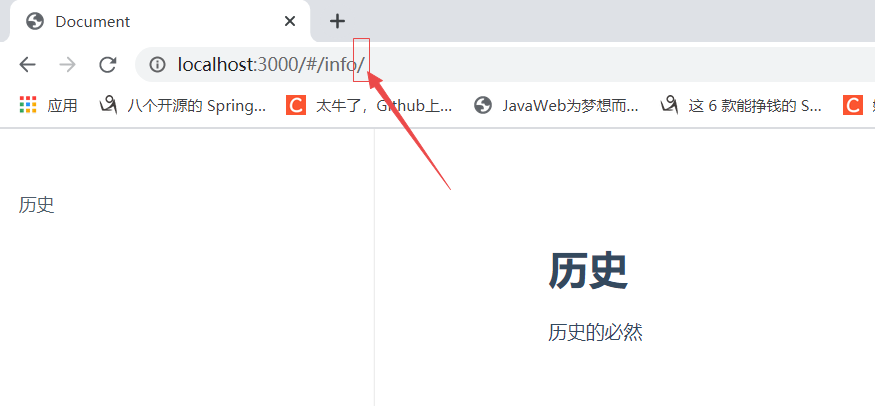 Document
localhost:3000/#/info/
应用 八个开源的 Spring... 太牛了，Github上... JavaWeb为梦想而... 这 6 款能挣钱的 S...
历史
历史
历史的必然